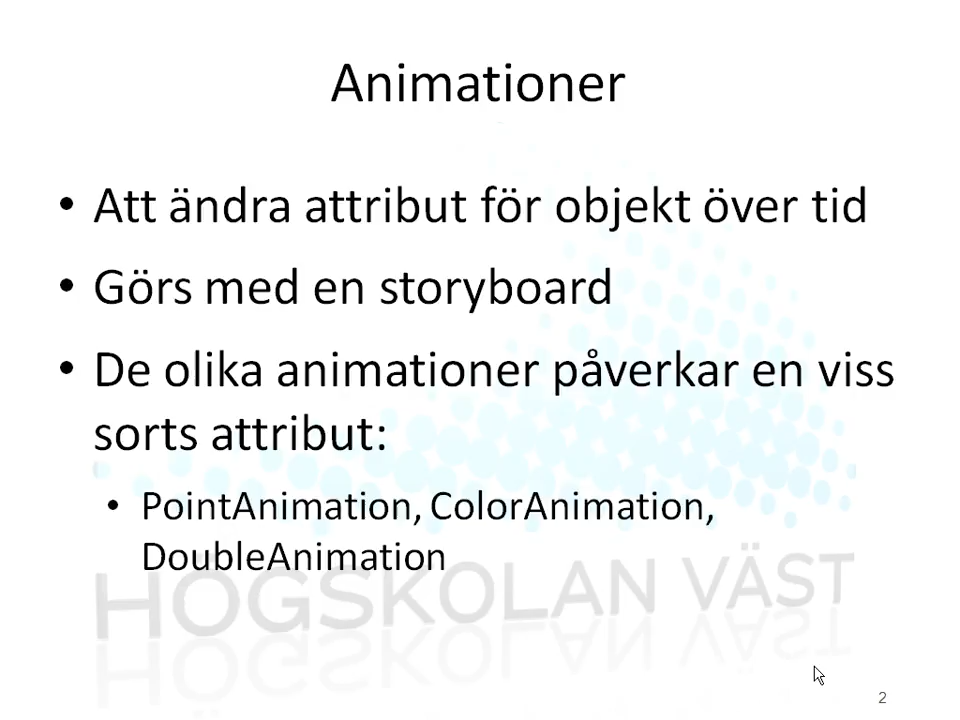 Animationer
• Att ändra attribut för objekt över tid
• Görs med en storyboard
• De olika animationer påverkar en viss
sorts attribut:
• PointAnimation, ColorAnimation,
DoubleAnimation
HÖGSKOLAN VÄST
2